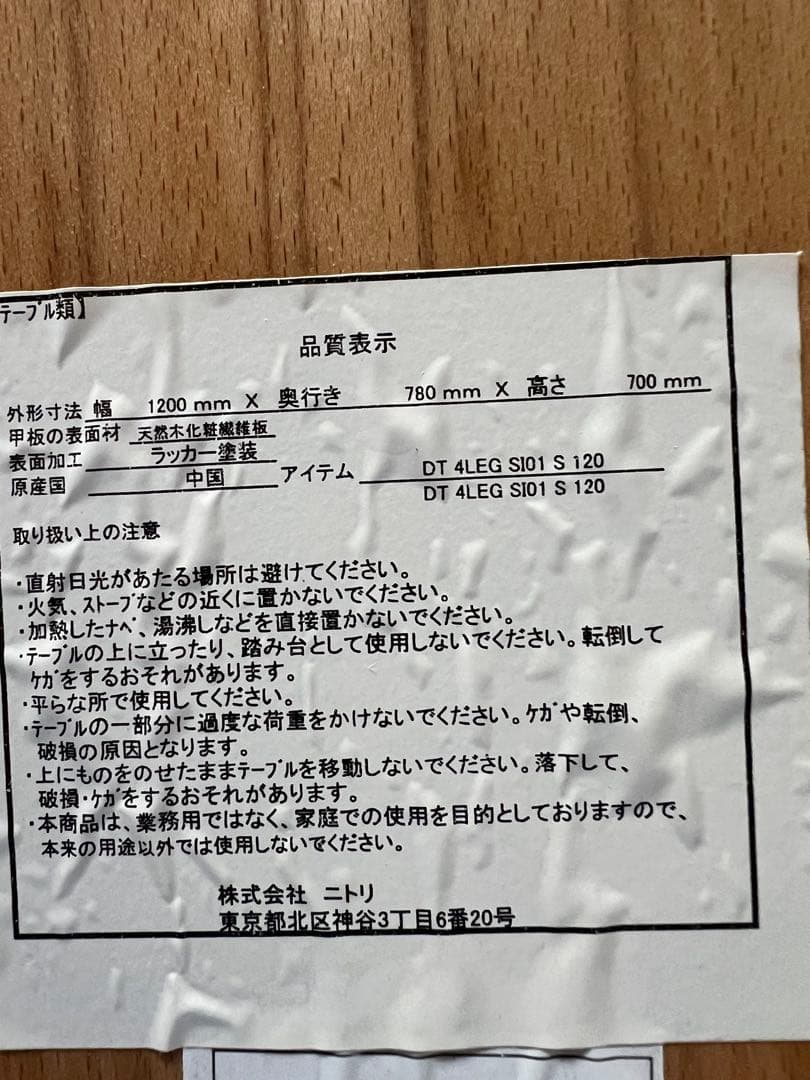 テーブル類】
品質表示
外形寸法 幅 1200 mm X 奥行き 780 mm X 高さ 700 mm
甲板の表面材 天然木化粧繊維板
表面加工 ラッカー塗装
原産国 中国 アイテム DT 4LEG SI01 S 120
DT 4LEG SI01 S 120
取り扱い上の注意
・直射日光があたる場所は避けてください。
・火気、ｽﾄｰﾌﾞなどの近くに置かないでください。
・加熱したﾅﾍﾞ、湯沸しなどを直接置かないでください。
・ﾃｰﾌﾞﾙの上に立ったり、踏み台として使用しないでください。転倒して
ｹｶﾞをするおそれがあります。
・平らな所で使用してください。
・ﾃｰﾌﾞﾙの一部分に過度な荷重をかけないでください。ｹｶﾞや転倒、
破損の原因となります。
・上にものをのせたままﾃｰﾌﾞﾙを移動しないでください。落下して、
破損・ｹｶﾞをするおそれがあります。
・本商品は、業務用ではなく、家庭での使用を目的としておりますので、
本来の用途以外では使用しないでください。
株式会社 ニトリ
東京都北区神谷3丁目6番20号